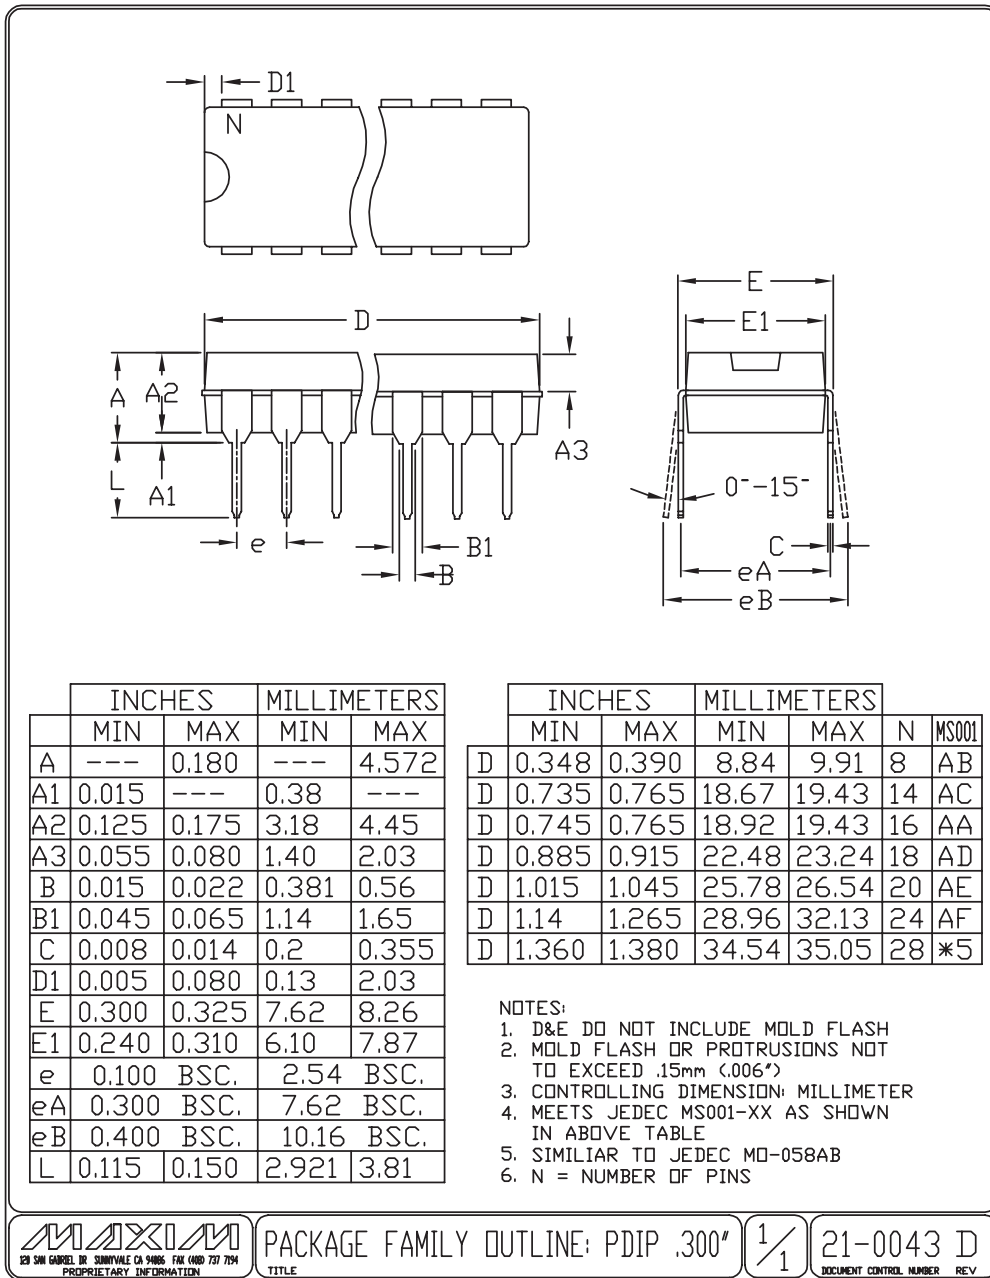 D1
N
E
E1
D
A
A2
A3
L
A1
0°-15°
e
B1
B
C
eA
eB
INCHES MILLIMETERS
MIN MAX MIN MAX
A --- 0.180 --- 4.572
A1 0.015 --- 0.38 ---
A2 0.125 0.175 3.18 4.45
A3 0.055 0.080 1.40 2.03
B 0.015 0.022 0.381 0.56
B1 0.045 0.065 1.14 1.65
C 0.008 0.014 0.2 0.355
D1 0.005 0.080 0.13 2.03
E 0.300 0.325 7.62 8.26
E1 0.240 0.310 6.10 7.87
e 0.100 BSC. 2.54 BSC.
eA 0.300 BSC. 7.62 BSC.
eB 0.400 BSC. 10.16 BSC.
L 0.115 0.150 2.921 3.81
INCHES MILLIMETERS
MIN MAX MIN MAX N MS001
D 0.348 0.390 8.84 9.91 8 AB
D 0.735 0.765 18.67 19.43 14 AC
D 0.745 0.765 18.92 19.43 16 AA
D 0.885 0.915 22.48 23.24 18 AD
D 1.015 1.045 25.78 26.54 20 AE
D 1.14 1.265 28.96 32.13 24 AF
D 1.360 1.380 34.54 35.05 28 *5
NOTES:
1. D&E DO NOT INCLUDE MOLD FLASH
2. MOLD FLASH OR PROTRUSIONS NOT
TO EXCEED .15mm (.006")
3. CONTROLLING DIMENSION: MILLIMETER
4. MEETS JEDEC MS001-XX AS SHOWN
IN ABOVE TABLE
5. SIMILIAR TO JEDEC MO-058AB
6. N = NUMBER OF PINS
MAXIM
120 SAN GABRIEL DR SUNNYVALE CA 94086 FAX (408) 737 7194
PROPRIETARY INFORMATION
PACKAGE FAMILY OUTLINE: PDIP .300"
TITLE
1/1
21-0043 D
DOCUMENT CONTROL NUMBER REV